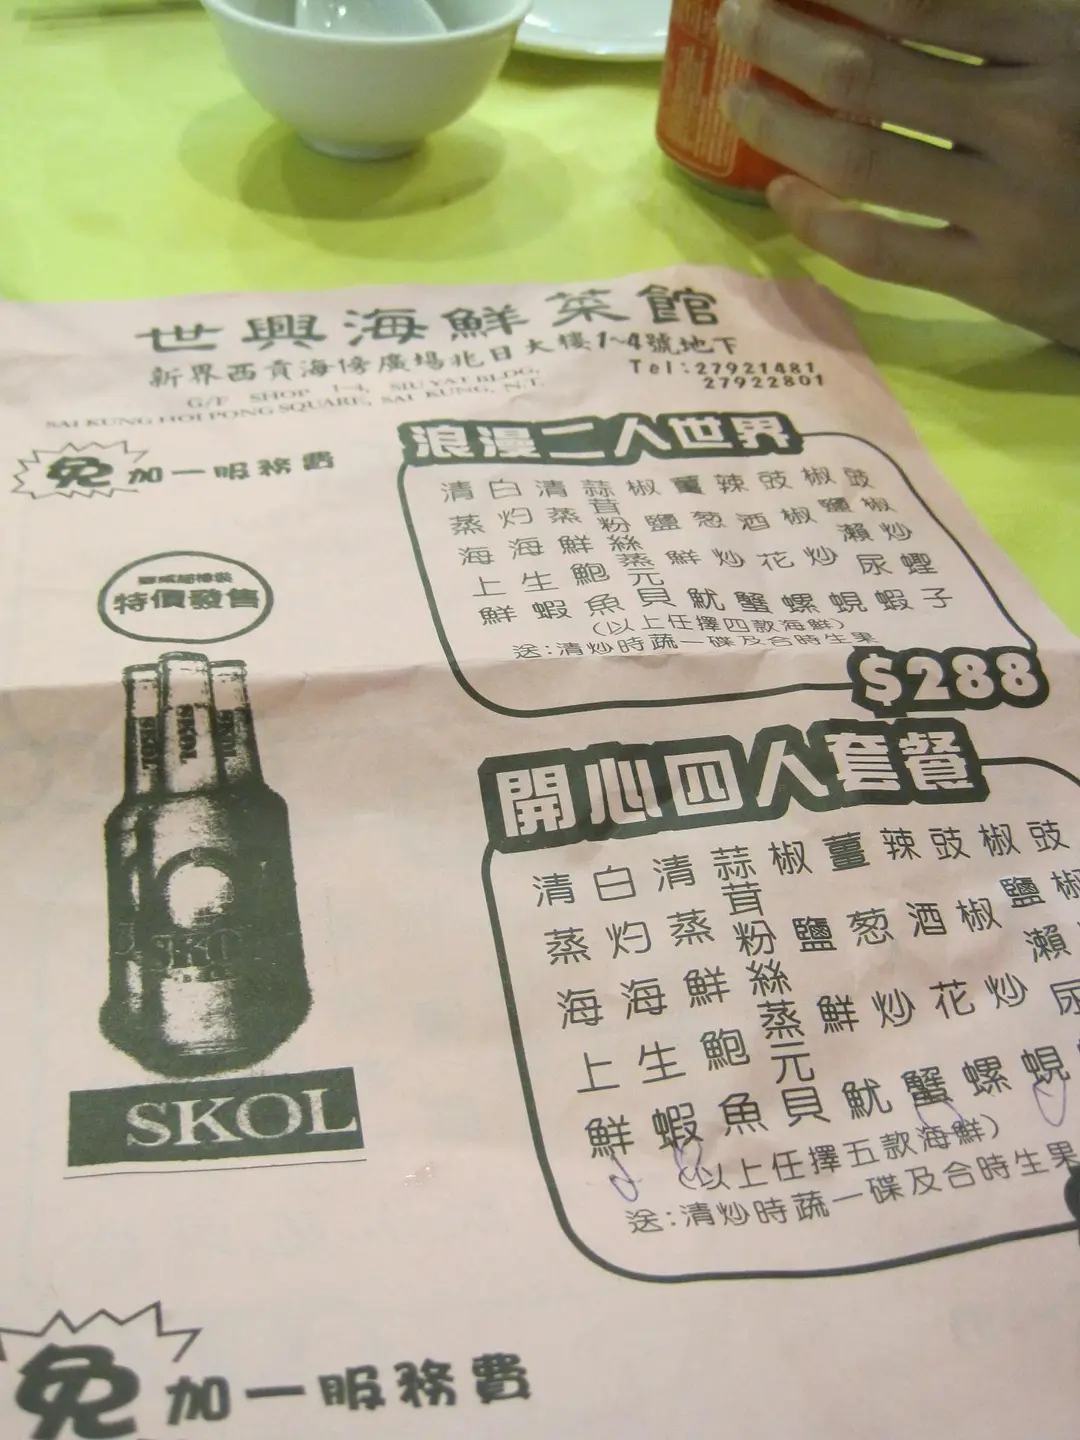 世興海鮮菜館
新界西貢海傍廣場北日大樓1~4號地下
G/F SHOP 1-4, SIU YAT BLDG,
SAI KUNG HOI PONG SQUARE, SAI KUNG, N.T.
Tel:27921481
27922801
免加一服務費
特價發售
SKOL
SKOL
SKOL
SKOL
SKOL
浪漫二人世界
清蒸海上鮮
白灼海生蝦
清蒸鮮鮑魚
蒜茸粉絲蒸元貝
椒鹽鮮魷
薑葱炒蟹
辣酒花螺
豉椒炒蜆
椒鹽瀨尿蝦
豉椒炒蟶子
(以上任擇四款海鮮)
送:清炒時蔬一碟及合時生果
$288
開心四人套餐
清蒸海上鮮
白灼海生蝦
清蒸鮮鮑魚
蒜茸粉絲蒸元貝
椒鹽鮮魷
薑葱炒蟹
辣酒花螺
豉椒炒蜆
椒鹽瀨尿
豉椒
(以上任擇五款海鮮)
送:清炒時蔬一碟及合時生果
免加一服務費